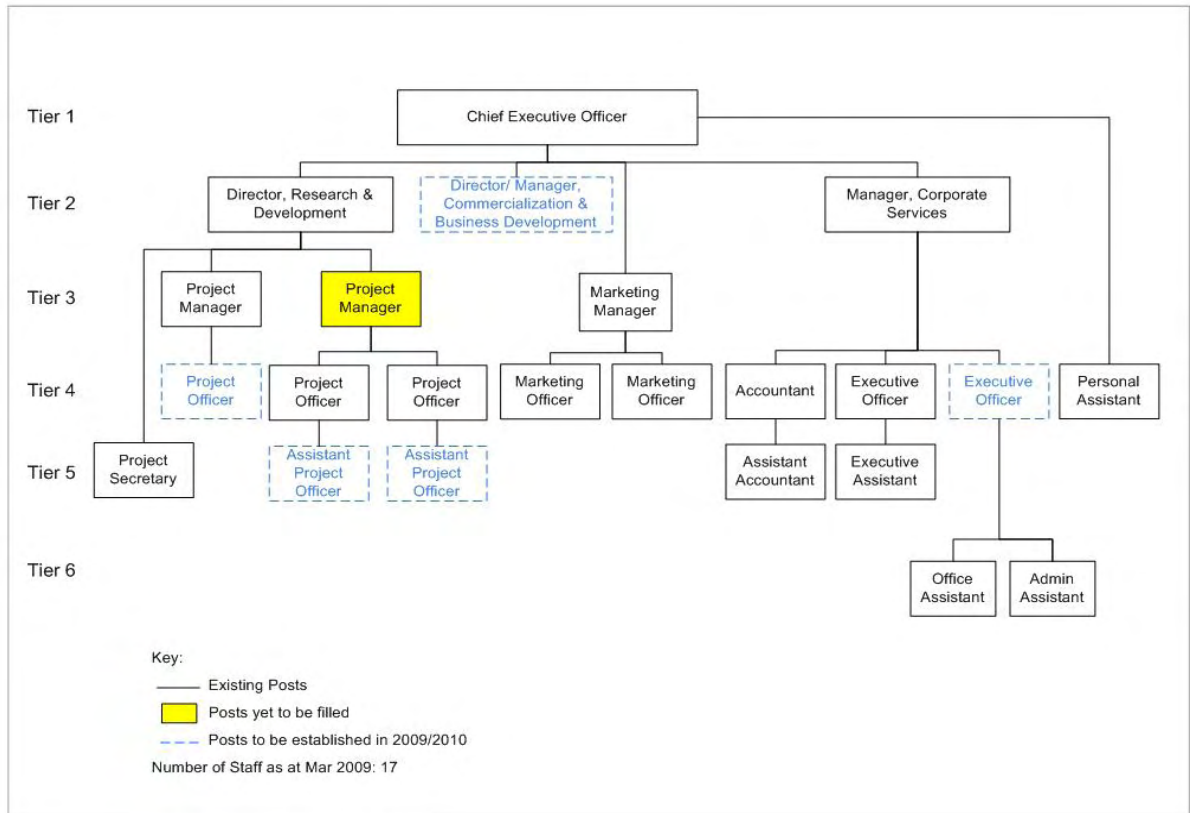 Tier 1
Chief Executive Officer
Tier 2
Director, Research &
Development
Director/ Manager,
Commercialization &
Business Development
Manager, Corporate
Services
Tier 3
Project
Manager
Project
Manager
Marketing
Manager
Tier 4
Project
Officer
Project
Officer
Project
Officer
Marketing
Officer
Marketing
Officer
Accountant
Executive
Officer
Executive
Officer
Personal
Assistant
Tier 5
Project
Secretary
Assistant
Project
Officer
Assistant
Project
Officer
Assistant
Accountant
Executive
Assistant
Tier 6
Office
Assistant
Admin
Assistant
Key:
Existing Posts
Posts yet to be filled
Posts to be established in 2009/2010
Number of Staff as at Mar 2009: 17